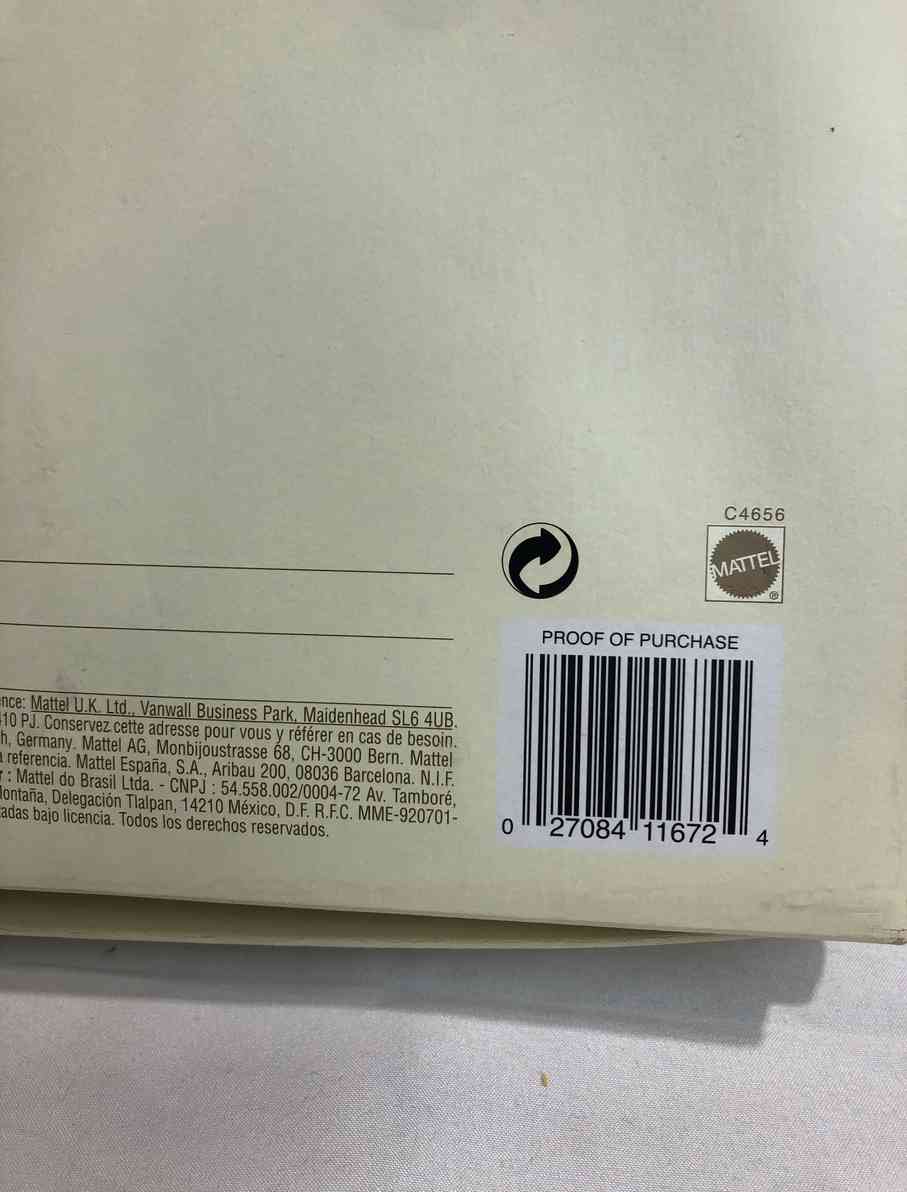 C4656
MATTEL
®
PROOF OF PURCHASE
0 27084 11672 4
nce: Mattel U.K. Ltd., Vanwall Business Park, Maidenhead SL6 4UB.
10 PJ. Conservez cette adresse pour vous y référer en cas de besoin.
h, Germany. Mattel AG, Monbijoustrasse 68, CH-3000 Bern. Mattel
a referencia. Mattel España, S.A., Aribau 200, 08036 Barcelona. N.I.F.
r : Mattel do Brasil Ltda. - CNPJ : 54.558.002/0004-72 Av. Tamboré,
Montaña, Delegación Tlalpan, 14210 México, D.F. R.F.C. MME-920701-
adas bajo licencia. Todos los derechos reservados.